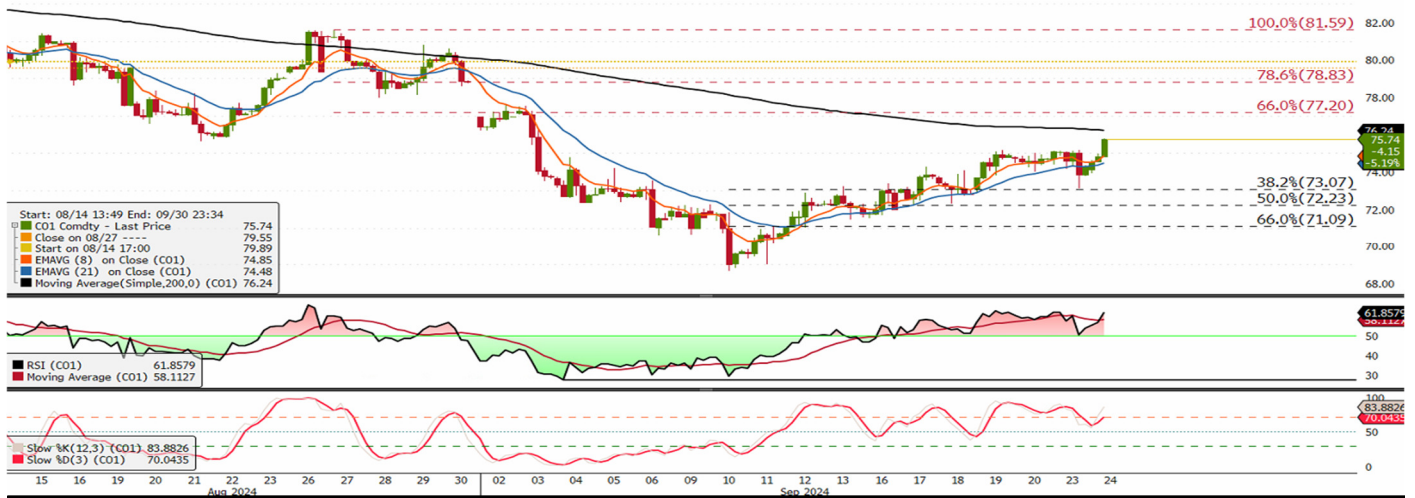 82.00
100.0%(81.59)
80.00
78.6%(78.83)
78.00
66.0%(77.20)
76.24
75.74
-4.15
-5.19%
74.00
38.2%(73.07)
50.0%(72.23)
72.00
66.0%(71.09)
70.00
68.00
Start: 08/14 13:49 End: 09/30 23:34
CO1 Comdty - Last Price 75.74
Close on 08/27 ---- 79.55
Start on 08/14 17:00 79.89
EMAVG (8) on Close (CO1) 74.85
EMAVG (21) on Close (CO1) 74.48
Moving Average(Simple,200,0) (CO1) 76.24
61.8579
58.1127
50
40
30
RSI (CO1) 61.8579
Moving Average (CO1) 58.1127
100
83.8826
70.0435
50
0
Slow %K(12,3) (CO1) 83.8826
Slow %D(3) (CO1) 70.0435
15 16 19 20 21 22 23 26 27 28 29 30 02 03 04 05 06 09 10 11 12 13 16 17 18 19 20 23 24
Aug 2024 Sep 2024